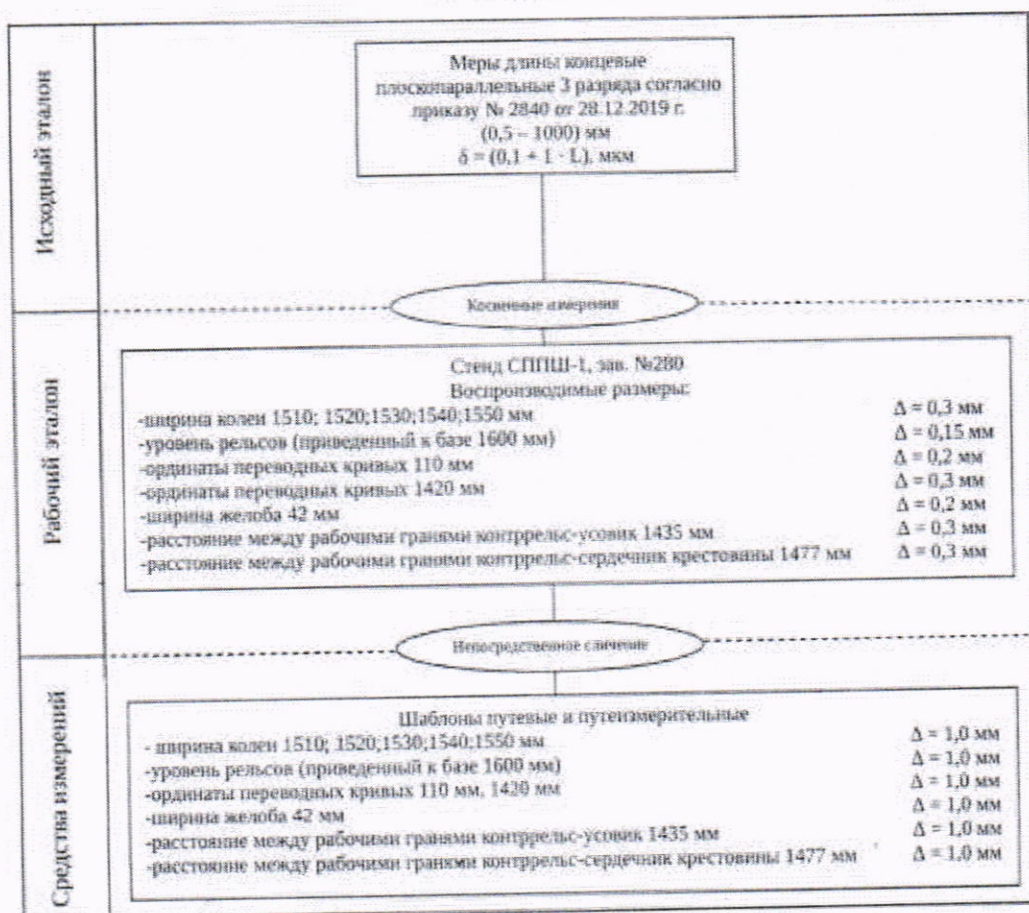 Исходный эталон
Меры длины концевые
плоскопараллельные 3 разряда согласно
приказу № 2840 от 28.12.2019 г.
(0,5 – 1000) мм
δ = (0,1 + 1 · L), мкм
Косвенные измерения
Рабочий эталон
Стенд СППШ-1, зав. №280
Воспроизводимые размеры:
-ширина колеи 1510; 1520;1530;1540;1550 мм Δ = 0,3 мм
-уровень рельсов (приведенный к базе 1600 мм) Δ = 0,15 мм
-ординаты переводных кривых 110 мм Δ = 0,2 мм
-ординаты переводных кривых 1420 мм Δ = 0,3 мм
-ширина желоба 42 мм Δ = 0,2 мм
-расстояние между рабочими гранями контррельс-усовик 1435 мм Δ = 0,3 мм
-расстояние между рабочими гранями контррельс-сердечник крестовины 1477 мм Δ = 0,3 мм
Непосредственное сличение
Средства измерений
Шаблоны путевые и путеизмерительные
- ширина колеи 1510; 1520;1530;1540;1550 мм Δ = 1,0 мм
-уровень рельсов (приведенный к базе 1600 мм) Δ = 1,0 мм
-ординаты переводных кривых 110 мм, 1420 мм Δ = 1,0 мм
-ширина желоба 42 мм Δ = 1,0 мм
-расстояние между рабочими гранями контррельс-усовик 1435 мм Δ = 1,0 мм
-расстояние между рабочими гранями контррельс-сердечник крестовины 1477 мм Δ = 1.0 мм